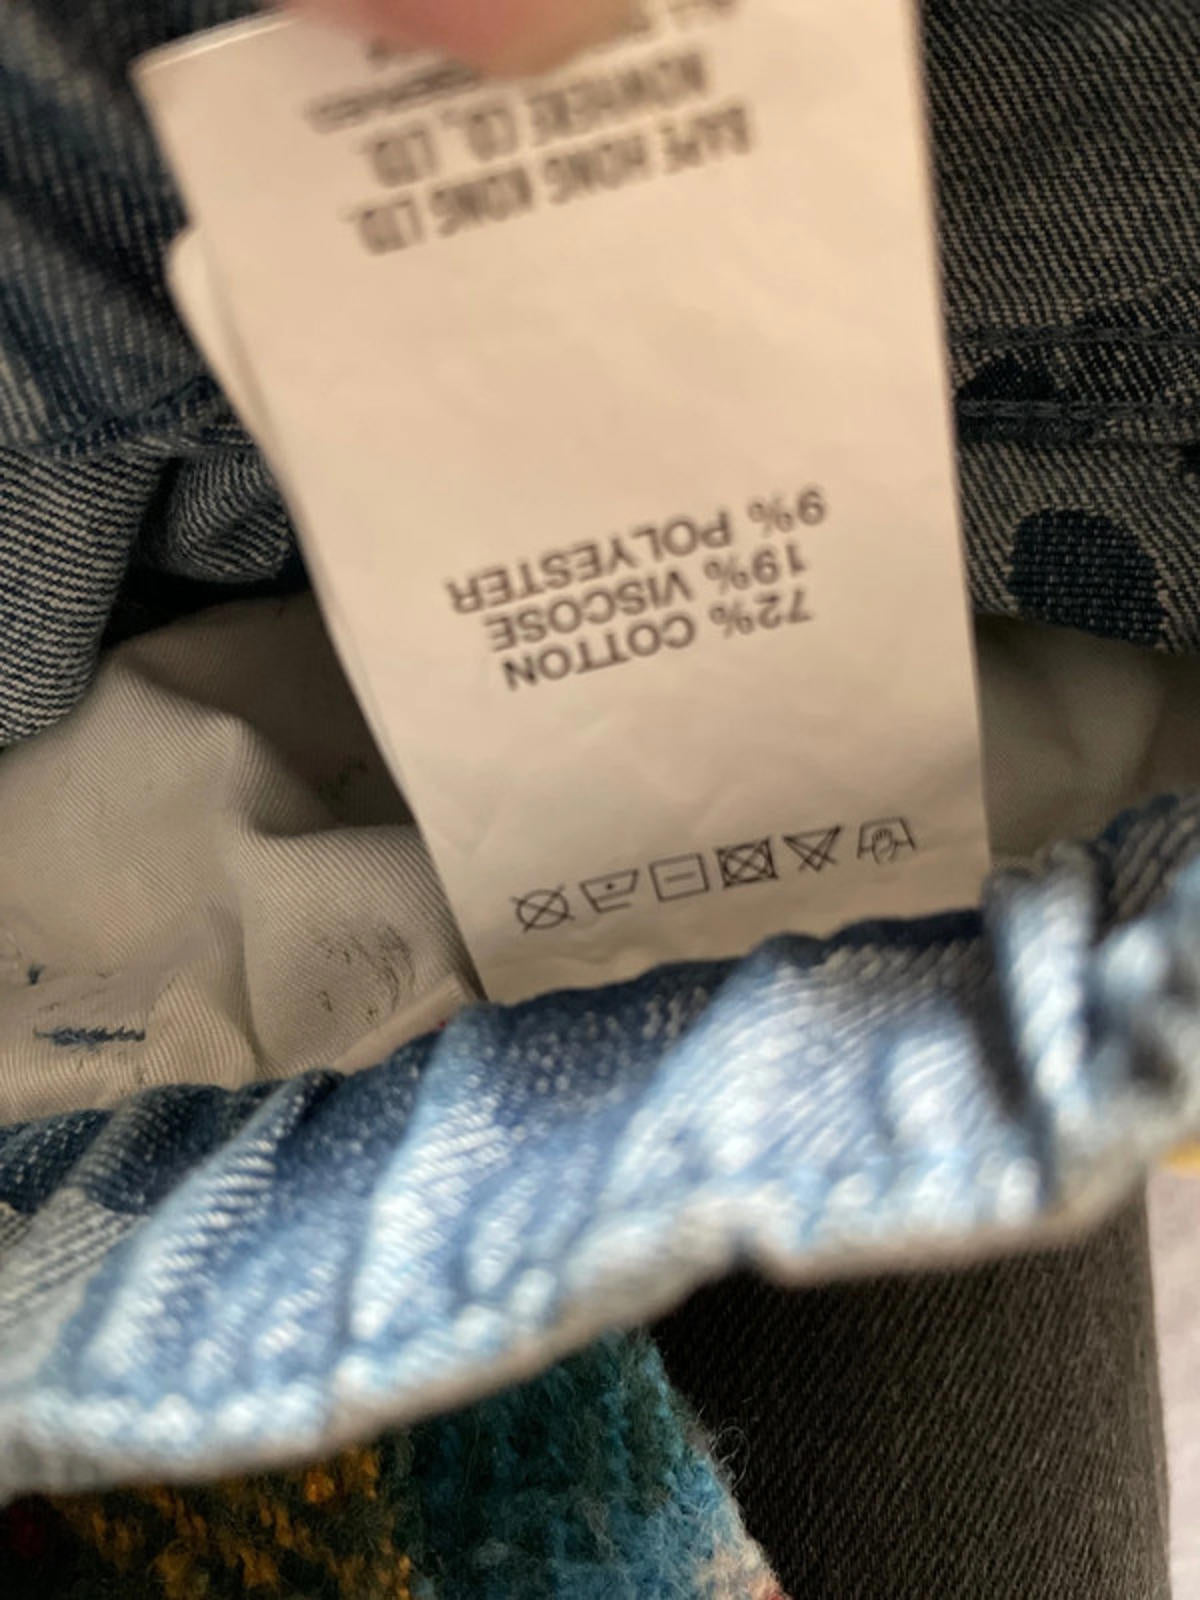 72% COTTON
19% VISCOSE
9% POLYESTER
BAPE HONG KONG LTD.
NOWHERE CO., LTD.